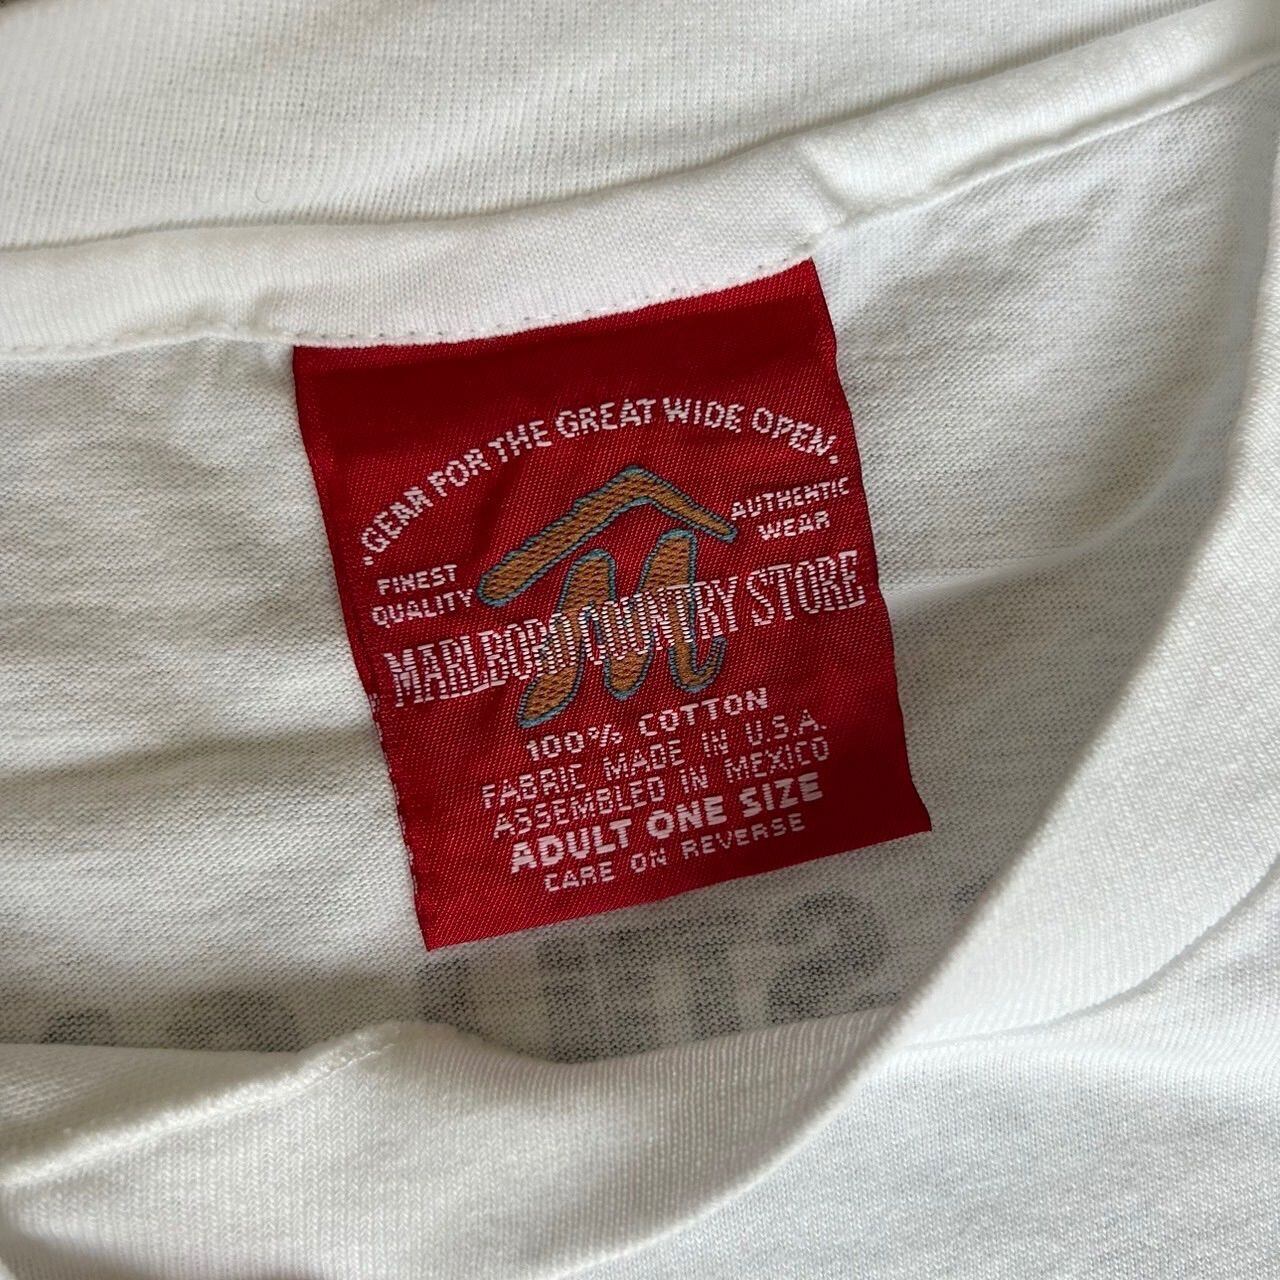 .GEAR FOR THE GREAT WIDE OPEN.
FINEST
QUALITY
AUTHENTIC
WEAR
M
MARLBORO COUNTRY STORE
100% COTTON
FABRIC MADE IN U.S.A.
ASSEMBLED IN MEXICO
ADULT ONE SIZE
CARE ON REVERSE